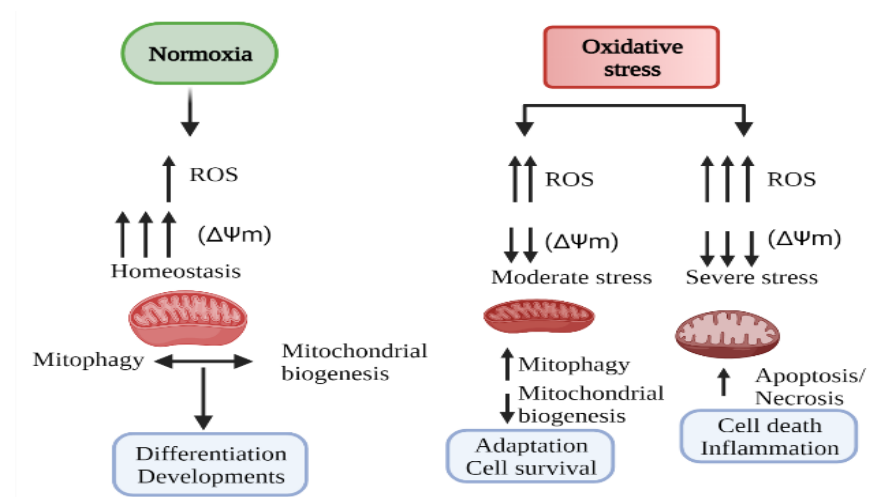 Normoxia
ROS
(ΔΨm)
Homeostasis
Mitophagy
Mitochondrial
biogenesis
Differentiation
Developments
Oxidative
stress
ROS
(ΔΨm)
Moderate stress
Mitophagy
Mitochondrial
biogenesis
Adaptation
Cell survival
ROS
(ΔΨm)
Severe stress
Apoptosis/
Necrosis
Cell death
Inflammation